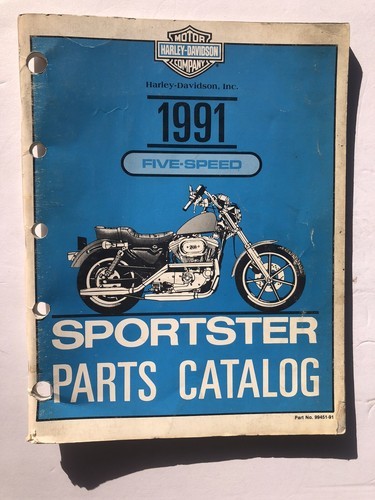 MOTOR
HARLEY-DAVIDSON
COMPANY
Harley-Davidson, Inc.
1991
FIVE-SPEED
SPORTSTER
PARTS CATALOG
Part No. 99451-91